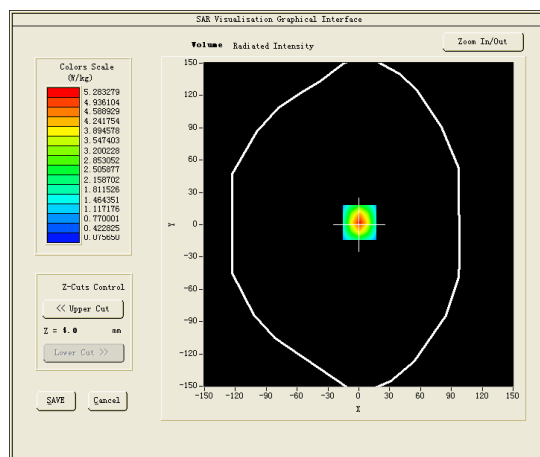 SAR Visualisation Graphical Interface
Volume Radiated Intensity
Zoom In/Out
Colors Scale
(W/kg)
5.283279
4.936104
4.588929
4.241754
3.894578
3.547403
3.200228
2.853052
2.505877
2.158702
1.811526
1.464351
1.117176
0.770001
0.422825
0.075650
Z-Cuts Control
<< Upper Cut
Z = 4.0 mm
Lower Cut >>
SAVE Cancel
150
120
90
60
30
0
-30
-60
-90
-120
-150
Y
-150 -120 -90 -60 -30 0 30 60 90 120 150
X